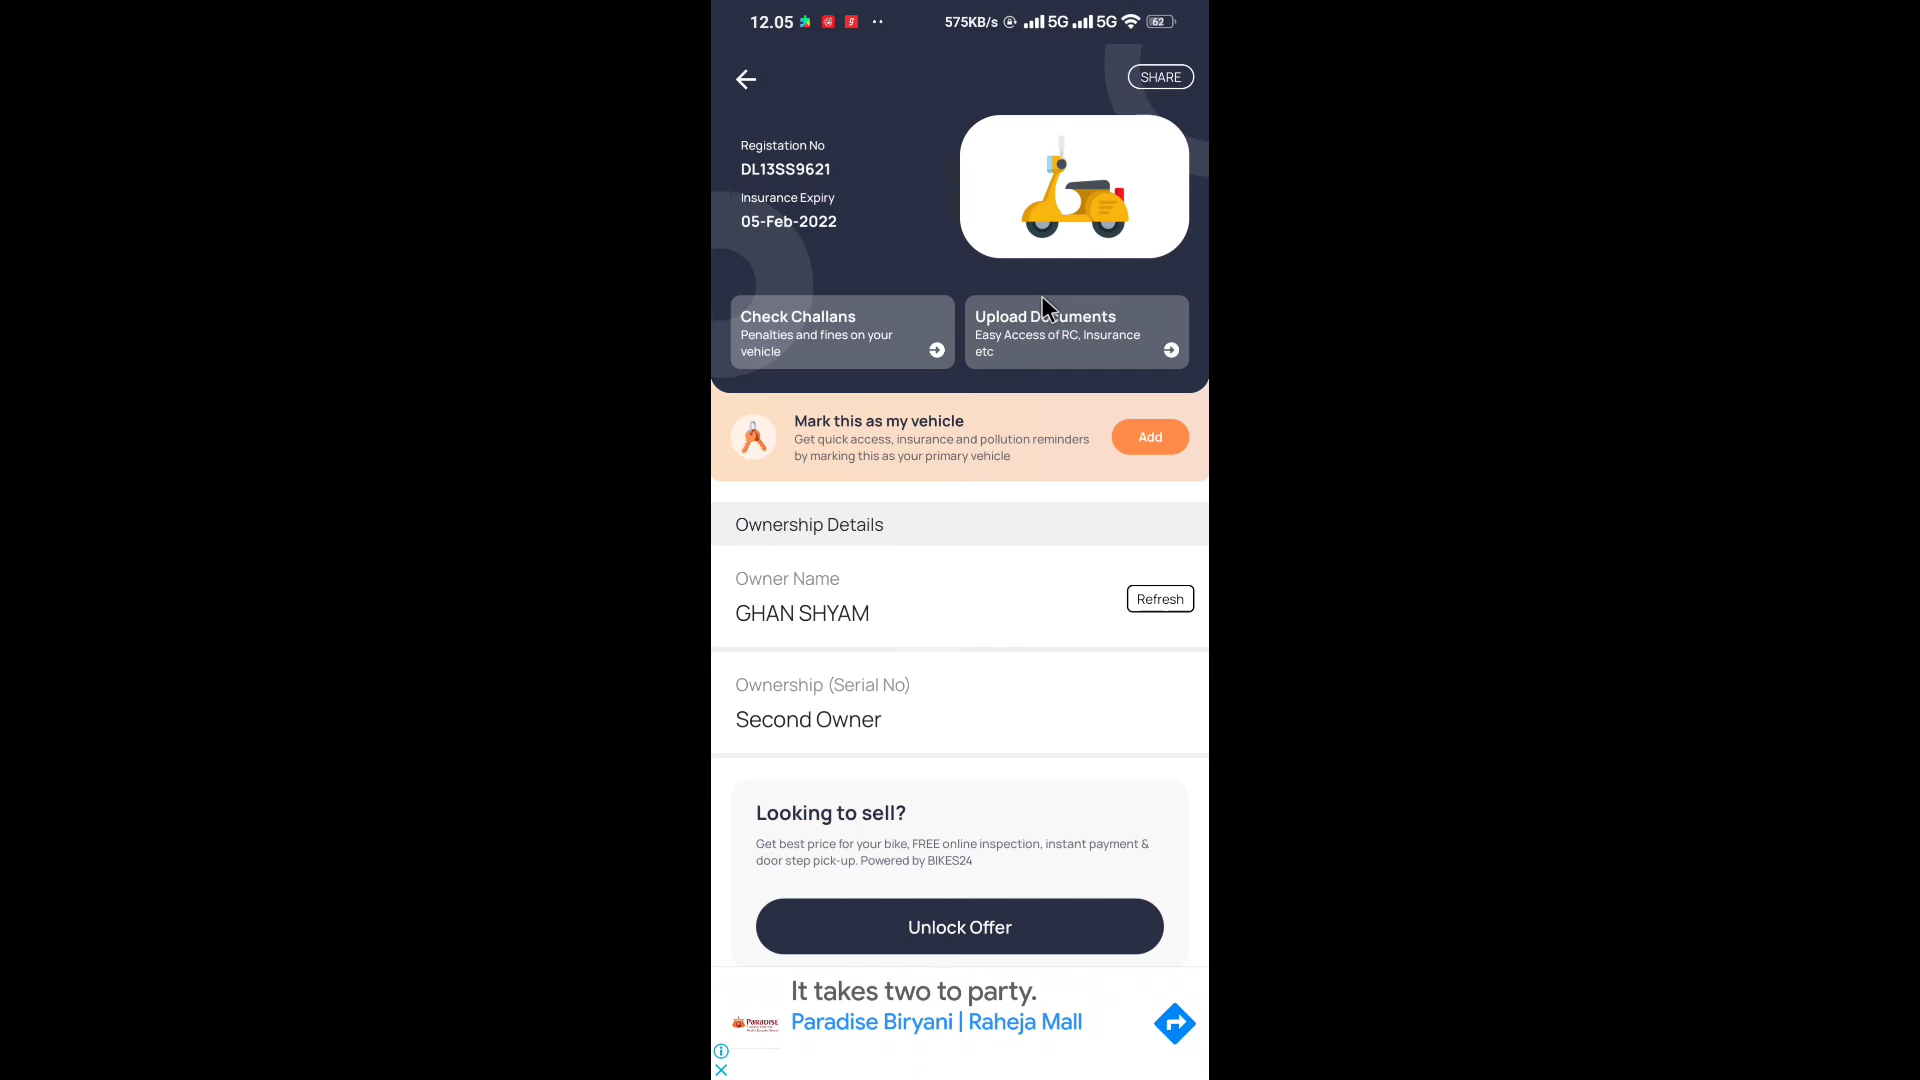 12.05
575KB/s 5G 5G 62
SHARE
Registation No
DL13SS9621
Insurance Expiry
05-Feb-2022
Check Challans
Penalties and fines on your
vehicle
Upload Documents
Easy Access of RC, Insurance
etc
Mark this as my vehicle
Get quick access, insurance and pollution reminders
by marking this as your primary vehicle
Add
Ownership Details
Owner Name
GHAN SHYAM
Refresh
Ownership (Serial No)
Second Owner
Looking to sell?
Get best price for your bike, FREE online inspection, instant payment &
door step pick-up. Powered by BIKES24
Unlock Offer
It takes two to party.
PARADISE
Paradise Biryani | Raheja Mall